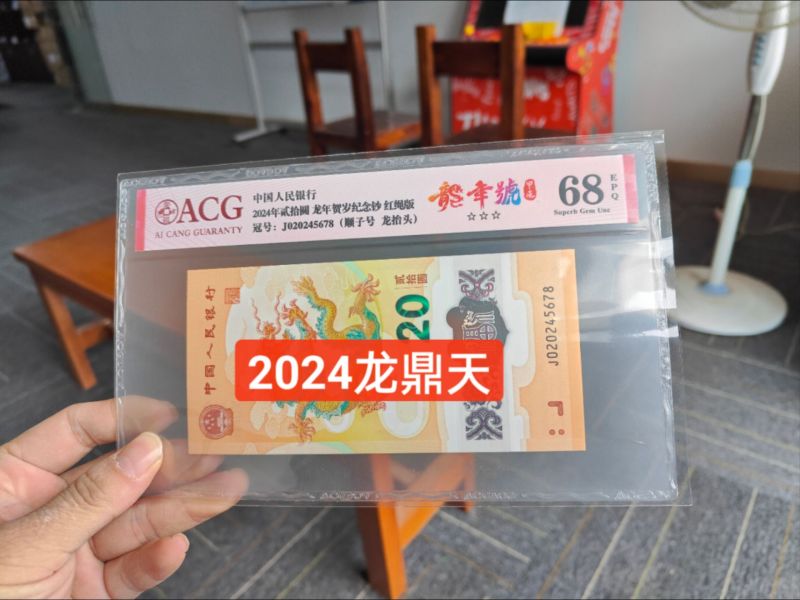 ACG
AI CANG GUARANTY
中国人民银行
2024年贰拾圆 龙年贺岁纪念钞 红绳版
冠号：J020245678（顺子号 龙抬头）
龍年號
☆☆☆
68
EPQ
Superb Gem Unc
中国人民银行
贰拾圆
20
J020245678
2024龙鼎天